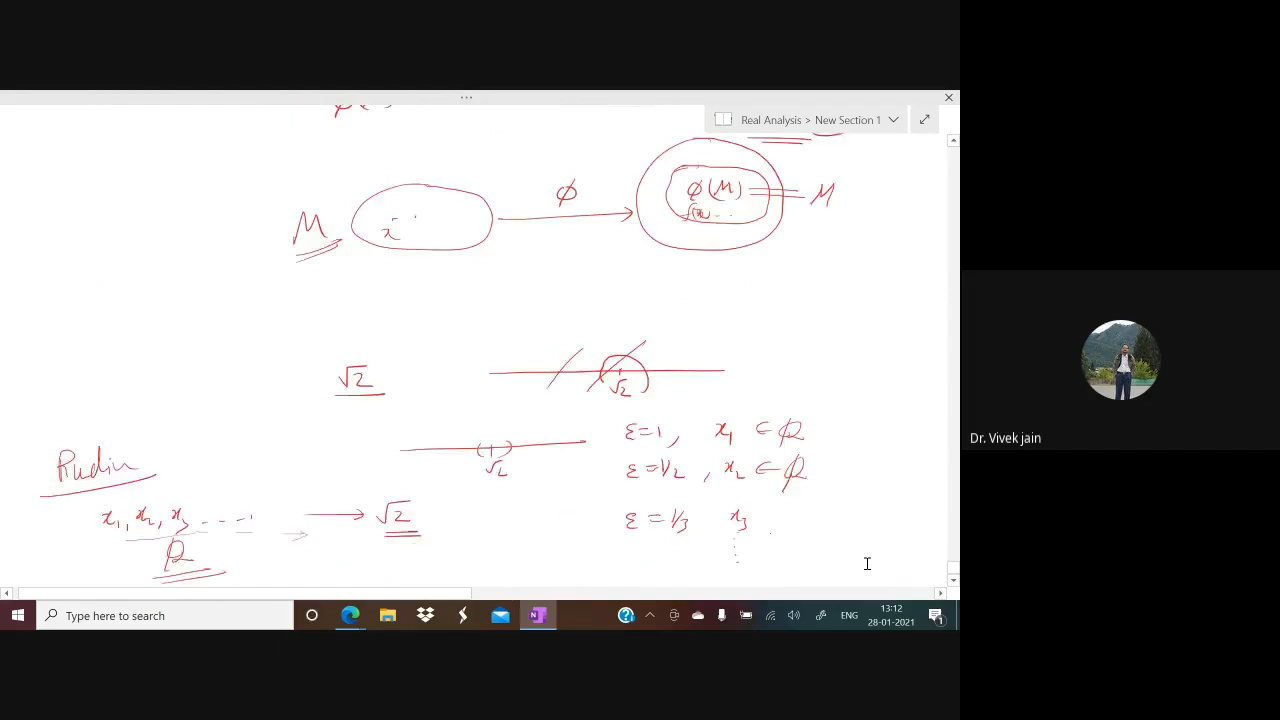 Real Analysis > New Section 1
ϕ
ϕ(M)
M
M
x
√2
√2
ε=1, x₁ ∈ Q
√2
ε=1/2, x₂ ∈ Q
Rudin
x₁, x₂, x₃ ----
√2
ε = 1/3 x₃
Q
Dr. Vivek jain
Type here to search
ENG
13:12
28-01-2021
1